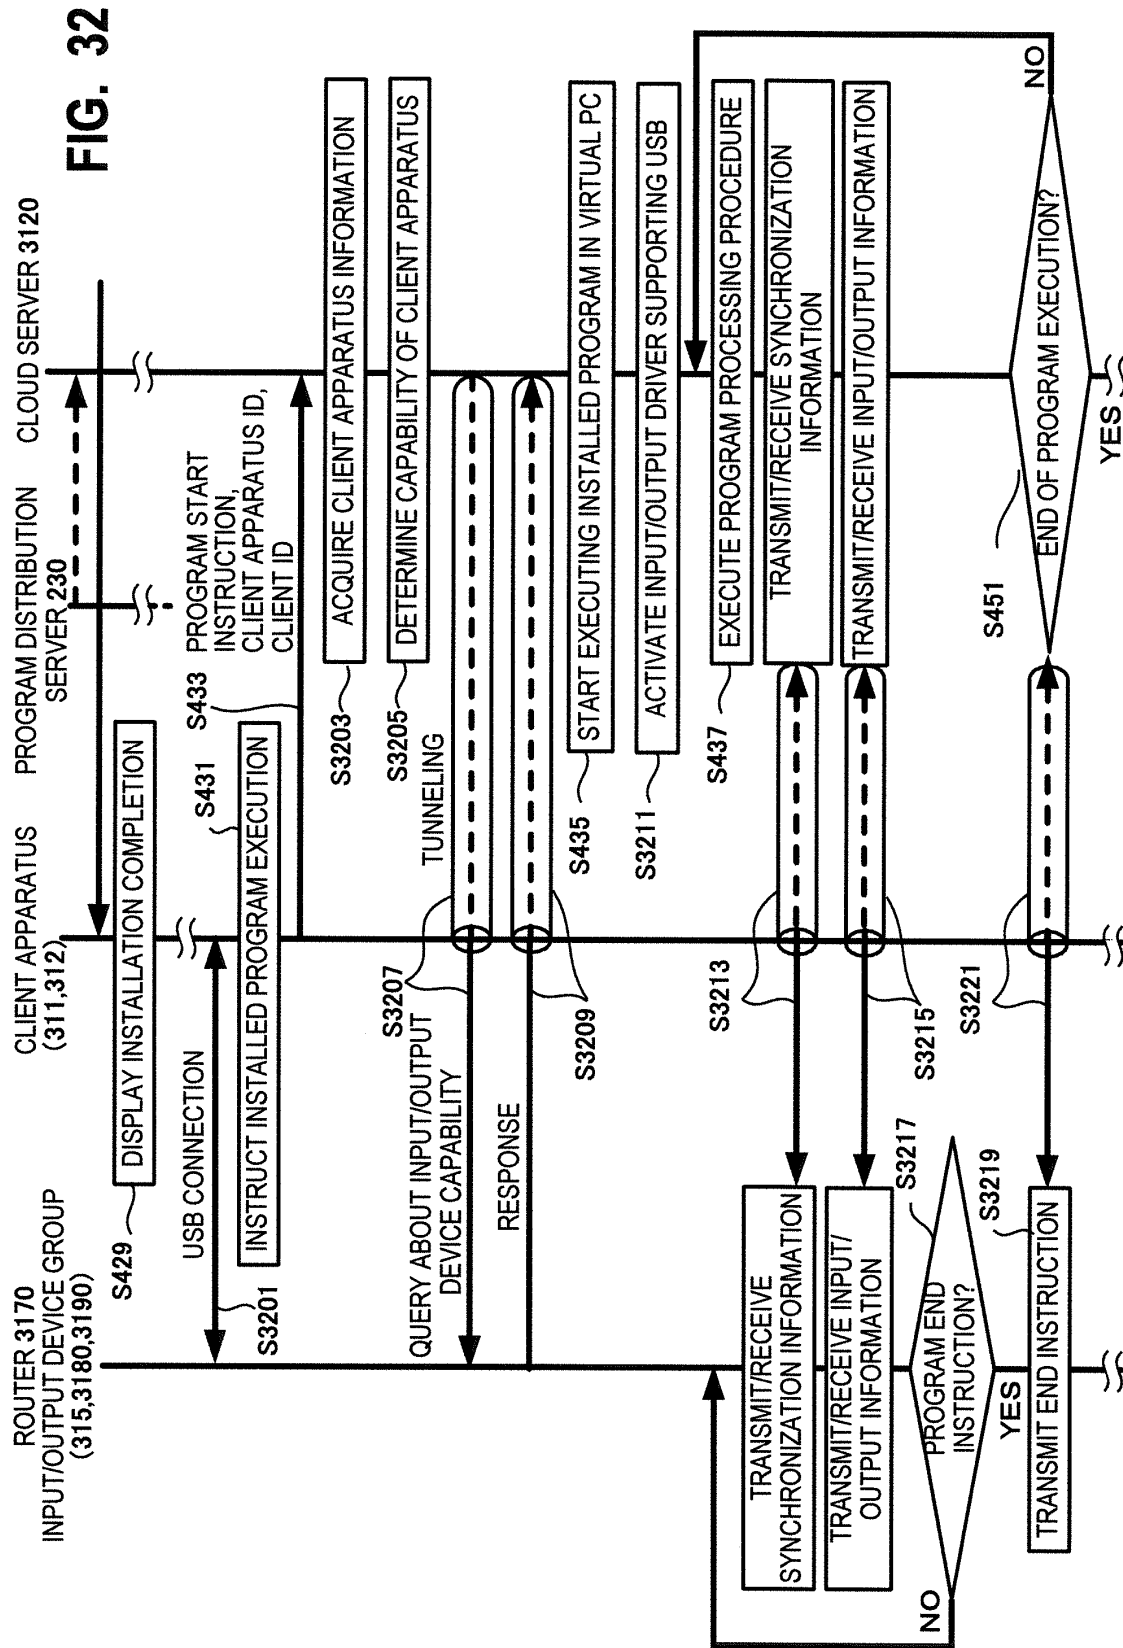 FIG. 32
ROUTER 3170
INPUT/OUTPUT DEVICE GROUP
(315,3180,3190)
CLIENT APPARATUS
(311,312)
PROGRAM DISTRIBUTION
SERVER 230
CLOUD SERVER 3120
S429
DISPLAY INSTALLATION COMPLETION
USB CONNECTION
S3201
S431
INSTRUCT INSTALLED PROGRAM EXECUTION
S433
PROGRAM START
INSTRUCTION,
CLIENT APPARATUS ID,
CLIENT ID
S3203
ACQUIRE CLIENT APPARATUS INFORMATION
S3205
DETERMINE CAPABILITY OF CLIENT APPARATUS
QUERY ABOUT INPUT/OUTPUT
DEVICE CAPABILITY
S3207
TUNNELING
RESPONSE
S3209
S435
START EXECUTING INSTALLED PROGRAM IN VIRTUAL PC
S3211
ACTIVATE INPUT/OUTPUT DRIVER SUPPORTING USB
S437
EXECUTE PROGRAM PROCESSING PROCEDURE
TRANSMIT/RECEIVE
SYNCHRONIZATION INFORMATION
S3213
TRANSMIT/RECEIVE SYNCHRONIZATION
INFORMATION
TRANSMIT/RECEIVE INPUT/
OUTPUT INFORMATION
S3215
TRANSMIT/RECEIVE INPUT/OUTPUT INFORMATION
S3217
PROGRAM END
INSTRUCTION?
NO
YES
S3219
TRANSMIT END INSTRUCTION
S3221
S451
END OF PROGRAM EXECUTION?
NO
YES